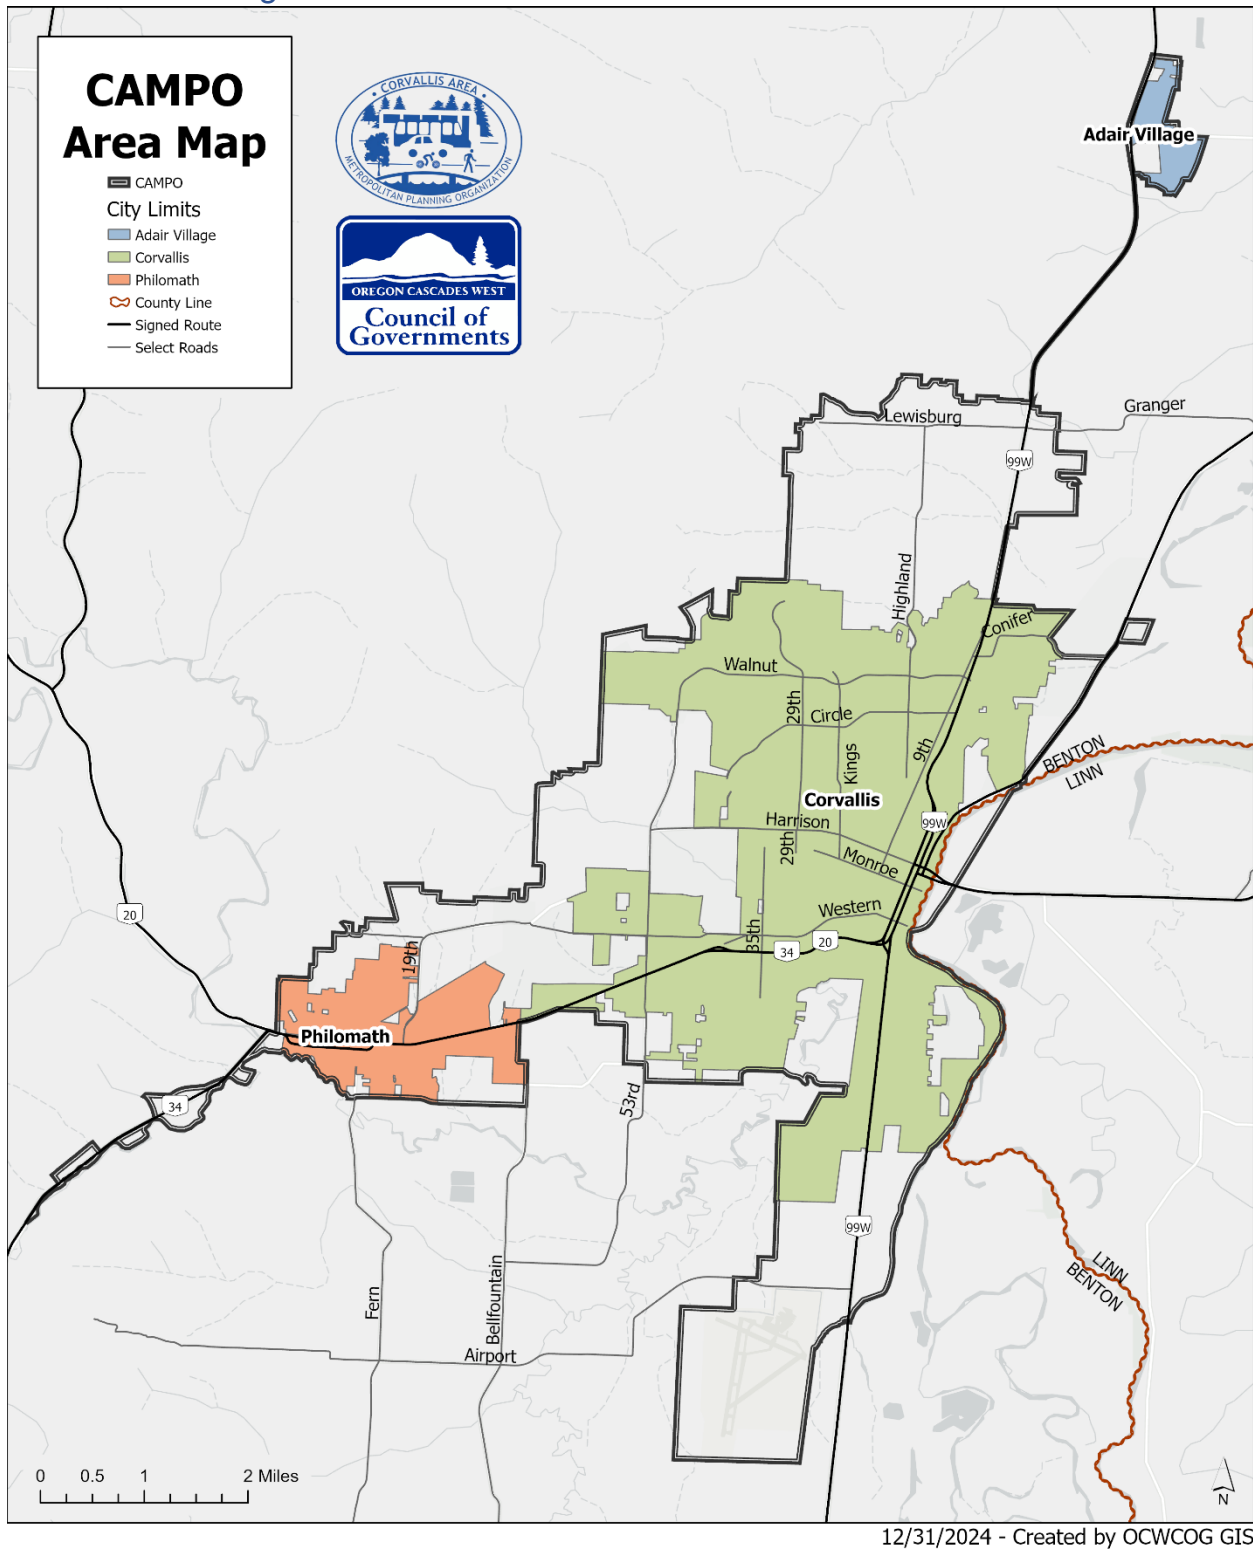 CAMPO
Area Map
CAMPO
City Limits
Adair Village
Corvallis
Philomath
County Line
Signed Route
Select Roads
CORVALLIS AREA
METROPOLITAN PLANNING ORGANIZATION
OREGON CASCADES WEST
Council of
Governments
Adair Village
Granger
Lewisburg
99W
Highland
Conifer
Walnut
29th
Circle
Kings
9th
BENTON
LINN
Corvallis
Harrison
99W
29th
Monroe
Western
20
35th
34
20
19th
Philomath
34
53rd
99W
LINN
BENTON
Fern
Bellfountain
Airport
0 0.5 1 2 Miles
N
12/31/2024 - Created by OCWCOG GIS